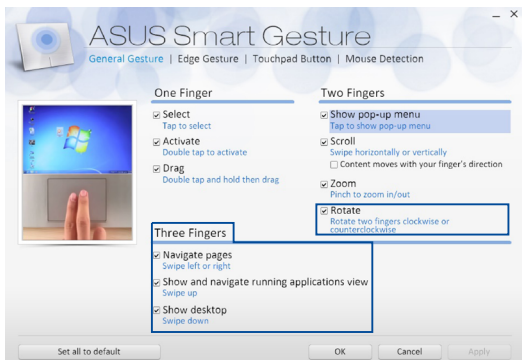 ASUS Smart Gesture
General Gesture | Edge Gesture | Touchpad Button | Mouse Detection
One Finger
Select
Tap to select
Activate
Double tap to activate
Drag
Double tap and hold then drag
Two Fingers
Show pop-up menu
Tap to show pop-up menu
Scroll
Swipe horizontally or vertically
Content moves with your finger's direction
Zoom
Pinch to zoom in/out
Rotate
Rotate two fingers clockwise or
counterclockwise
Three Fingers
Navigate pages
Swipe left or right
Show and navigate running applications view
Swipe up
Show desktop
Swipe down
Set all to default
OK
Cancel
Apply